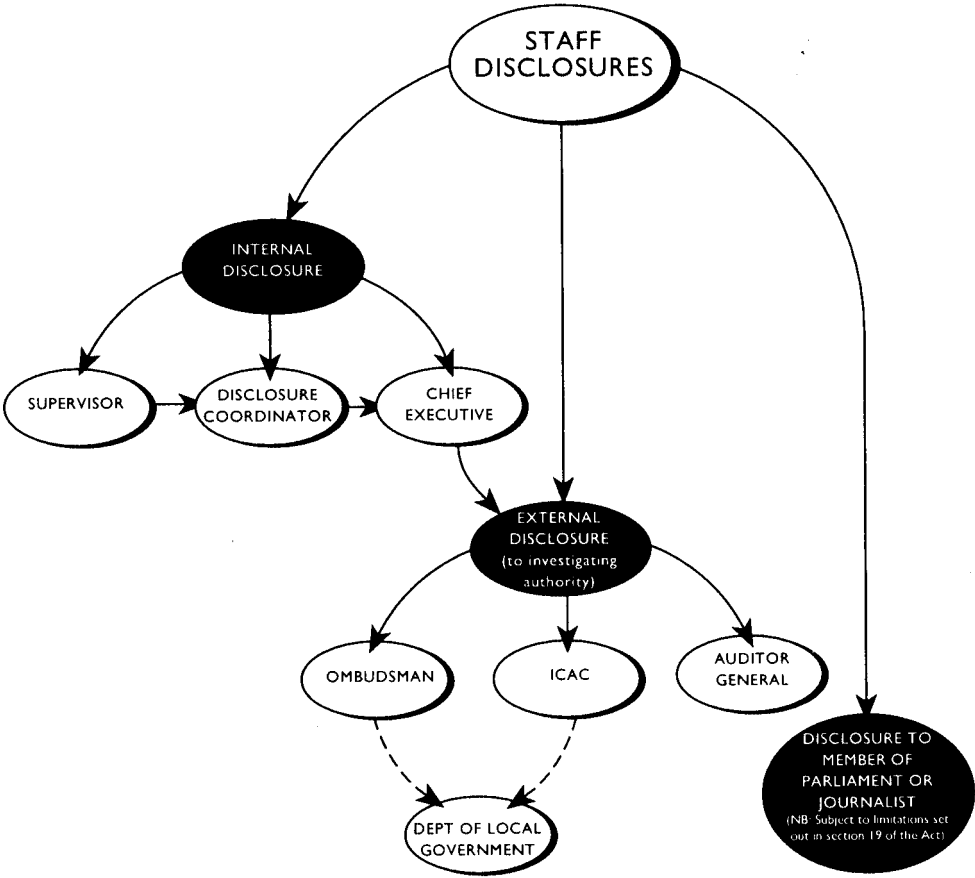 STAFF
DISCLOSURES
INTERNAL
DISCLOSURE
SUPERVISOR
DISCLOSURE
COORDINATOR
CHIEF
EXECUTIVE
EXTERNAL
DISCLOSURE
(to investigating
authority)
OMBUDSMAN
ICAC
AUDITOR
GENERAL
DISCLOSURE TO
MEMBER OF
PARLIAMENT OR
JOURNALIST
(NB: Subject to limitations set
out in section 19 of the Act)
DEPT OF LOCAL
GOVERNMENT